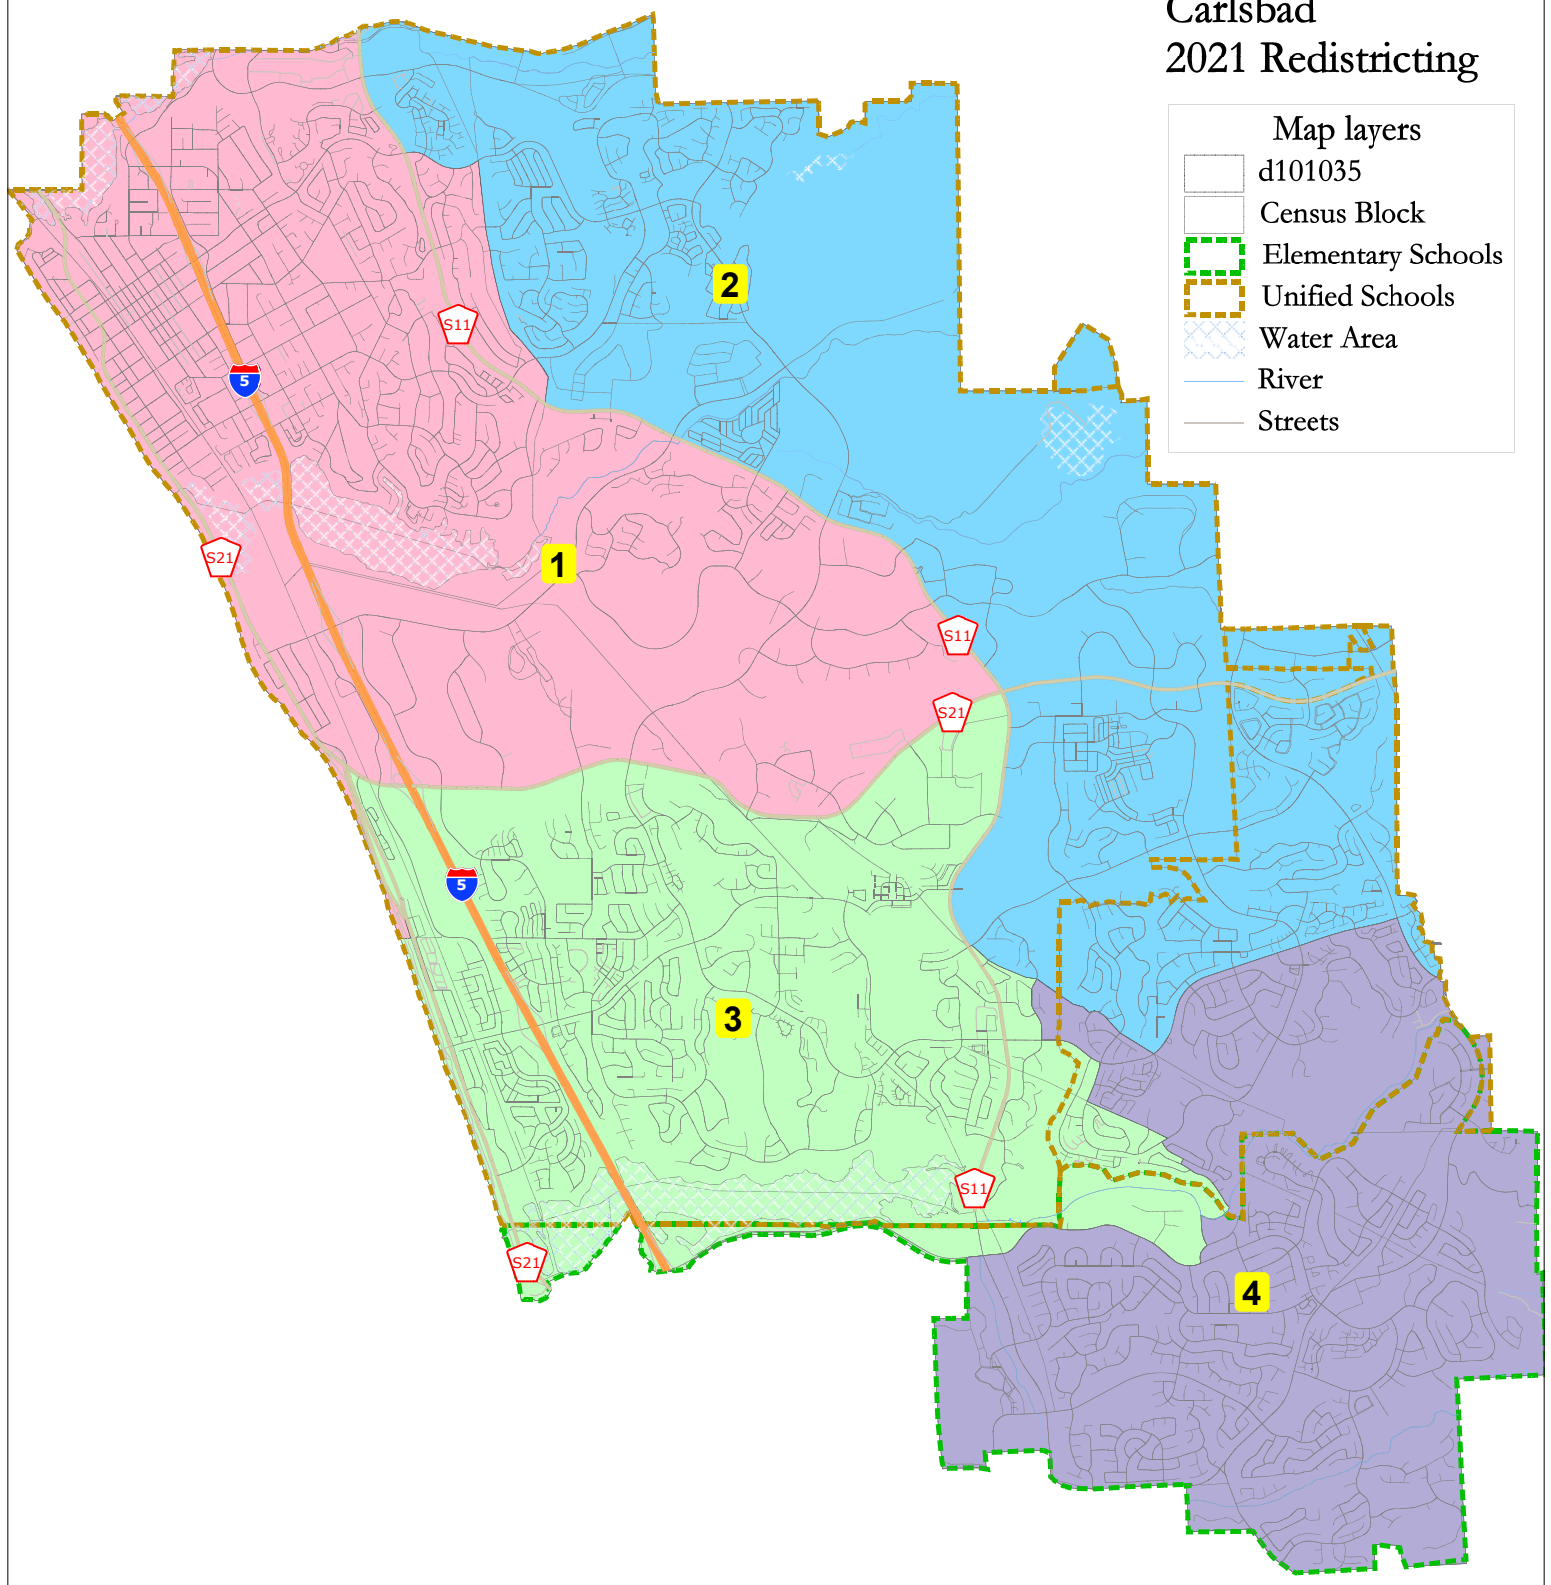 Carlsbad
2021 Redistricting
Map layers
d101035
Census Block
Elementary Schools
Unified Schools
Water Area
River
Streets
2
S11
5
S21
1
S11
S21
5
3
S11
S21
4